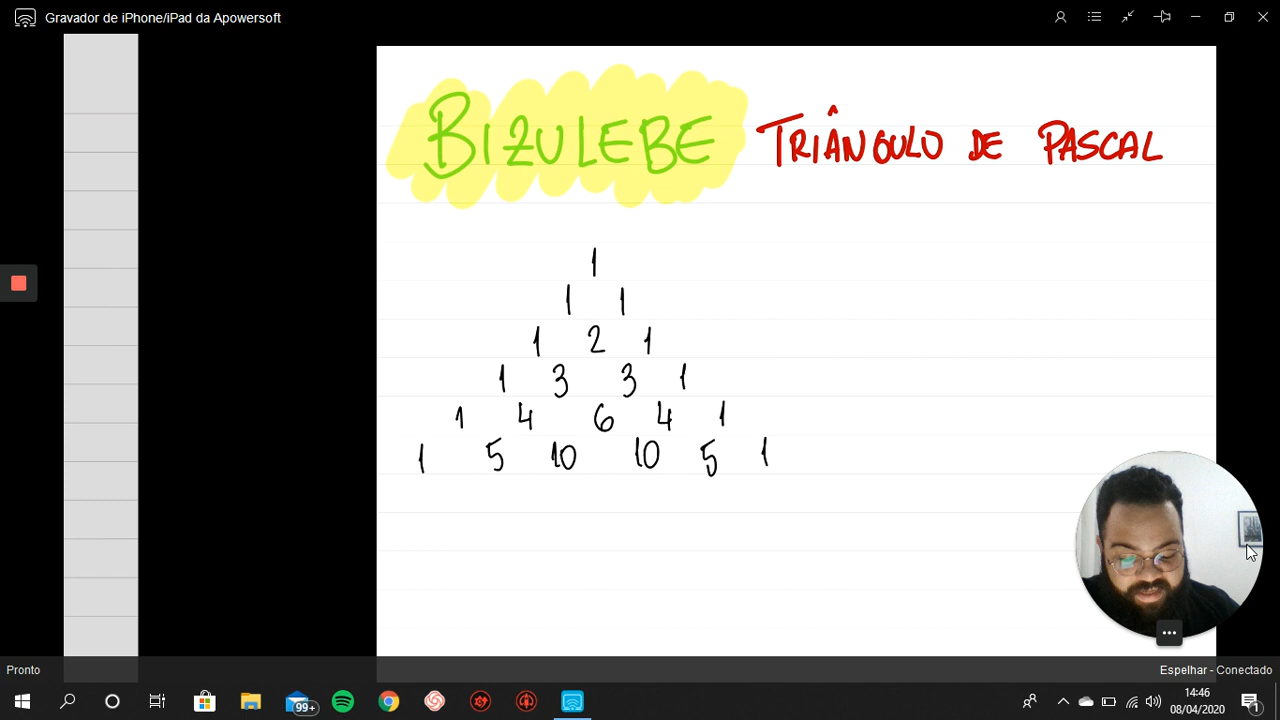 Gravador de iPhone/iPad da Apowersoft
BIZULEBE TRIÂNGULO DE PASCAL
1
1 1
1 2 1
1 3 3 1
1 4 6 4 1
1 5 10 10 5 1
Pronto
Espelhar - Conectado
99+
14:46
08/04/2020
1